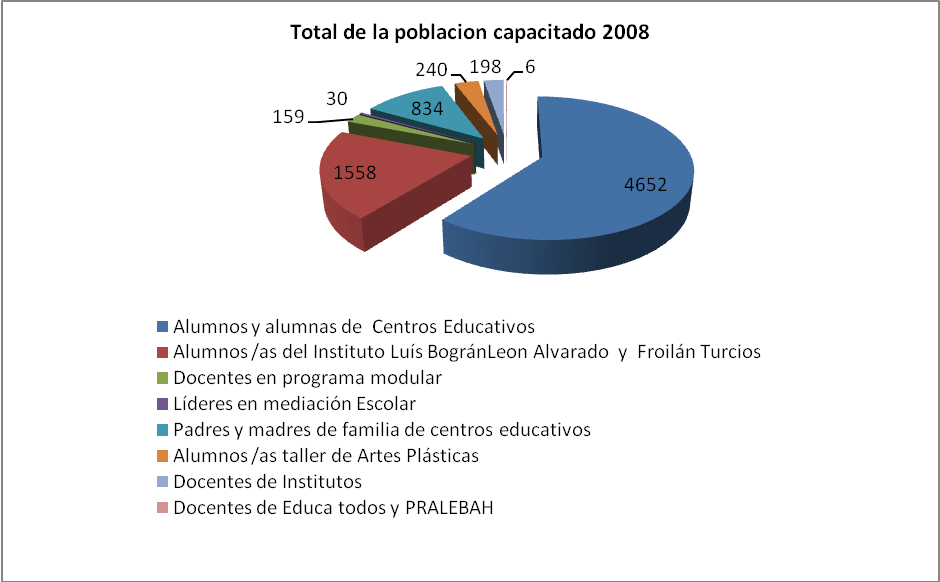 Total de la poblacion capacitado 2008
240
198
6
30
834
159
1558
4652
Alumnos y alumnas de Centros Educativos
Alumnos /as del Instituto Luís BogránLeon Alvarado y Froilán Turcios
Docentes en programa modular
Líderes en mediación Escolar
Padres y madres de familia de centros educativos
Alumnos /as taller de Artes Plásticas
Docentes de Institutos
Docentes de Educa todos y PRALEBAH